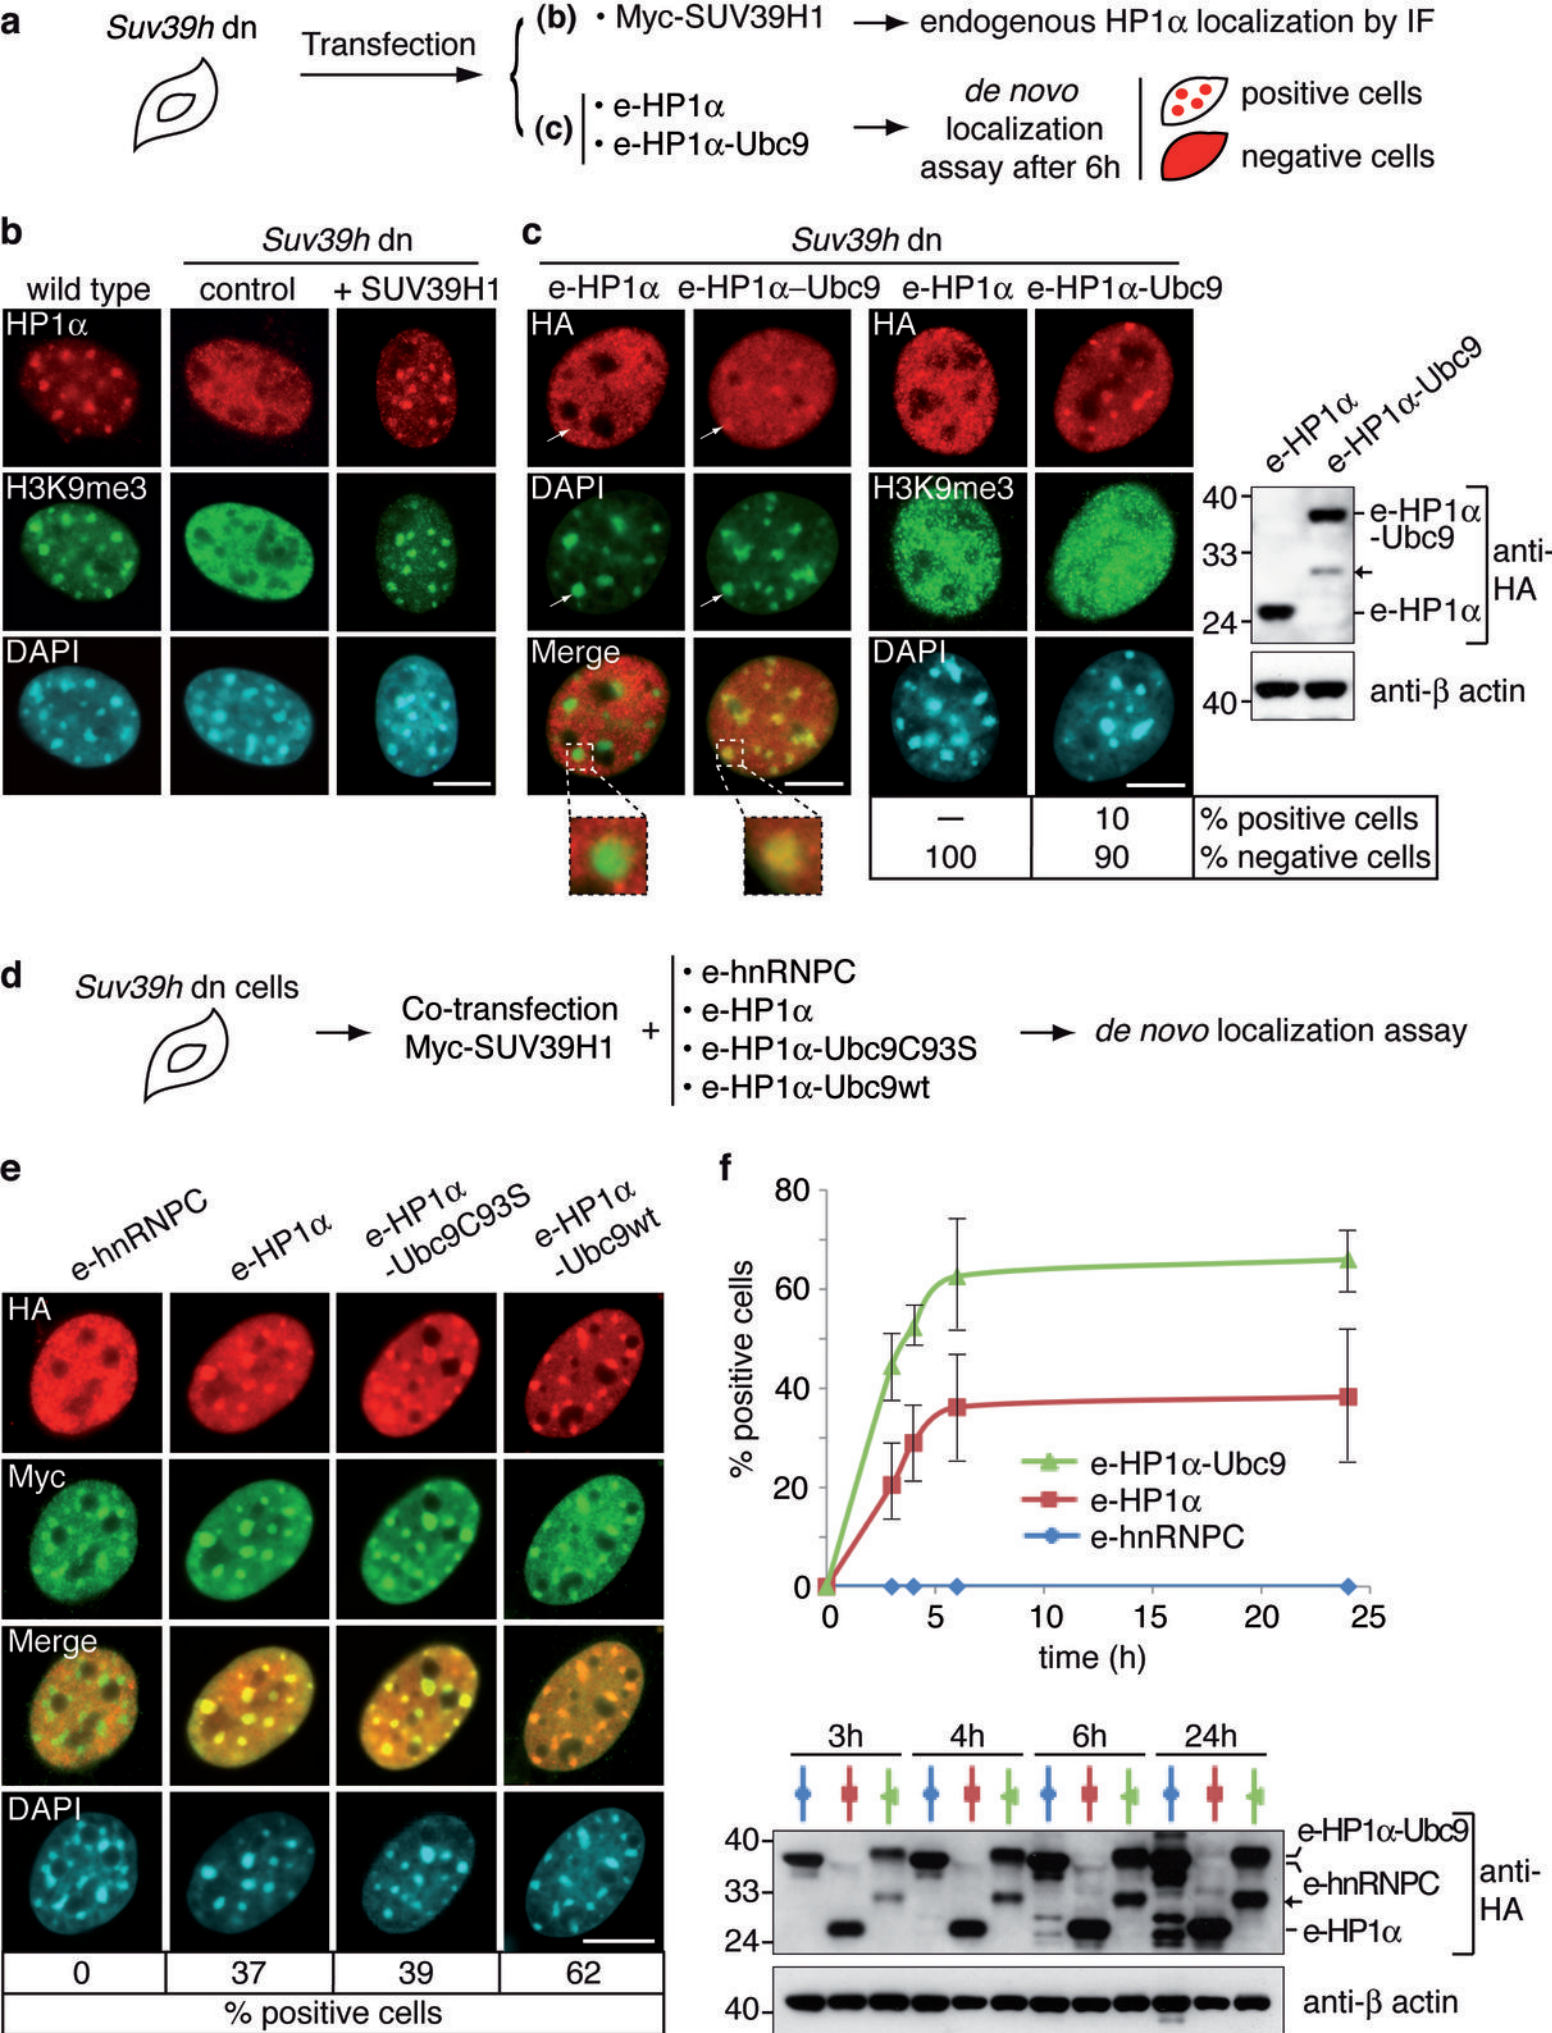 a
Suv39h dn
Transfection
(b) • Myc-SUV39H1
endogenous HP1α localization by IF
(c)
• e-HP1α
• e-HP1α-Ubc9
de novo
localization
assay after 6h
positive cells
negative cells
b
Suv39h dn
wild type
control
+ SUV39H1
HP1α
H3K9me3
DAPI
c
Suv39h dn
e-HP1α
e-HP1α–Ubc9
e-HP1α
e-HP1α-Ubc9
HA
HA
DAPI
H3K9me3
Merge
DAPI
— 10 % positive cells
100 90 % negative cells
e-HP1α
e-HP1α-Ubc9
40
33
24
e-HP1α
-Ubc9
e-HP1α
anti-
HA
40
anti-β actin
d
Suv39h dn cells
Co-transfection
Myc-SUV39H1
+
• e-hnRNPC
• e-HP1α
• e-HP1α-Ubc9C93S
• e-HP1α-Ubc9wt
de novo localization assay
e
e-hnRNPC
e-HP1α
e-HP1α
-Ubc9C93S
e-HP1α
-Ubc9wt
HA
Myc
Merge
DAPI
0 37 39 62
% positive cells
f
80
60
40
20
0
% positive cells
e-HP1α-Ubc9
e-HP1α
e-hnRNPC
0 5 10 15 20 25
time (h)
3h 4h 6h 24h
40
33
24
e-HP1α-Ubc9
e-hnRNPC
e-HP1α
anti-
HA
40
anti-β actin